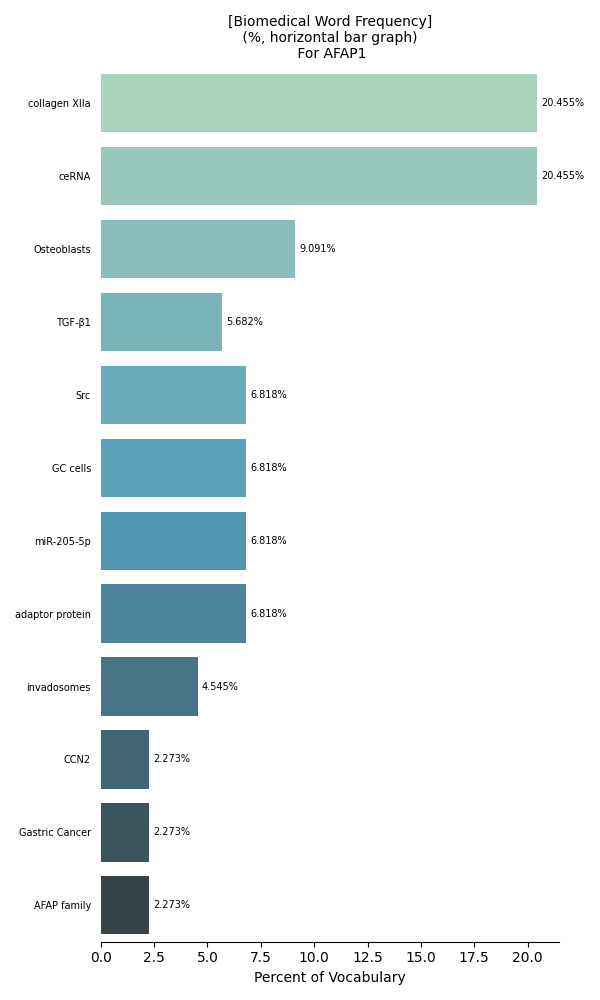 [Biomedical Word Frequency]
(%, horizontal bar graph)
For AFAP1
collagen XIIa 20.455%
ceRNA 20.455%
Osteoblasts 9.091%
TGF-β1 5.682%
Src 6.818%
GC cells 6.818%
miR-205-5p 6.818%
adaptor protein 6.818%
invadosomes 4.545%
CCN2 2.273%
Gastric Cancer 2.273%
AFAP family 2.273%
0.0 2.5 5.0 7.5 10.0 12.5 15.0 17.5 20.0
Percent of Vocabulary